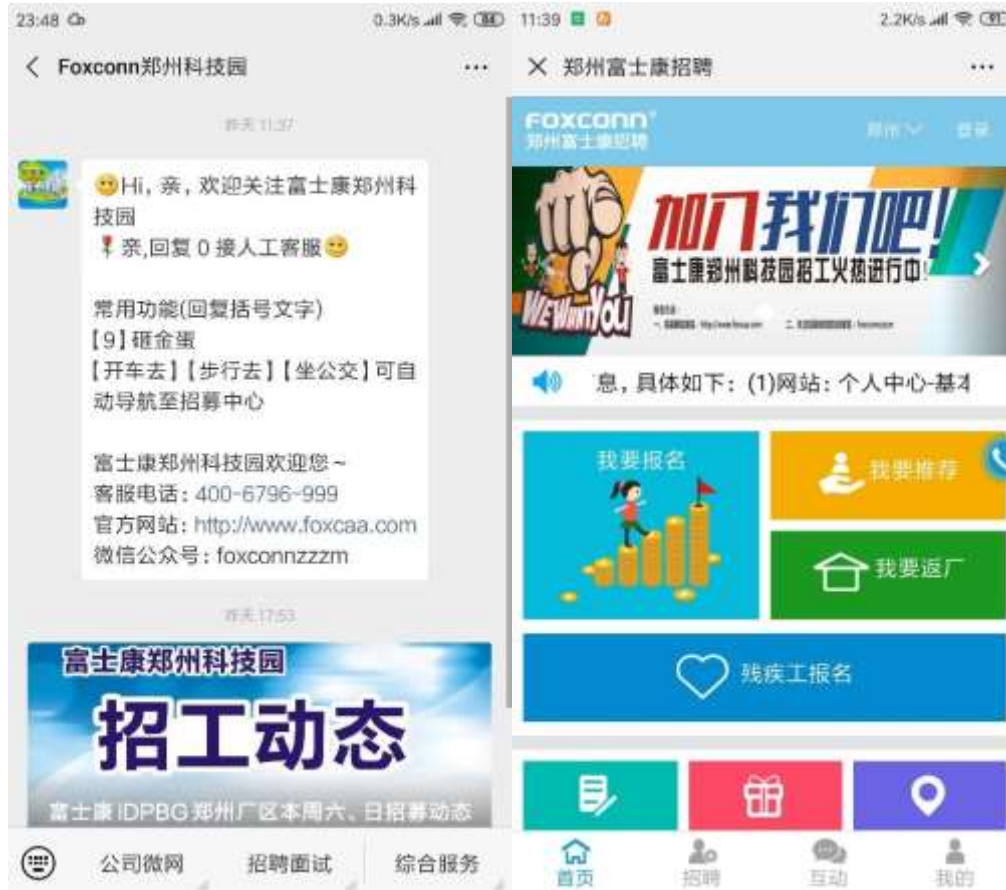 23:48
0.3K/s
84
Foxconn郑州科技园
昨天 11:37
Hi, 亲, 欢迎关注富士康郑州科
技园
亲,回复 0 接人工客服
常用功能(回复括号文字)
【9】砸金蛋
【开车去】【步行去】【坐公交】可自
动导航至招募中心
富士康郑州科技园欢迎您~
客服电话: 400-6796-999
官方网站: http://www.foxcaa.com
微信公众号: foxconnzzzm
昨天 17:53
富士康郑州科技园
招工动态
富士康 iDPBG 郑州厂区本周六、日招募动态
公司微网
招聘面试
综合服务
11:39
2.2K/s
91
郑州富士康招聘
FOXCONN
郑州富士康招聘
郑州
登录
加入我们吧!
富士康郑州科技园招工火热进行中!
WE WANT YOU
息, 具体如下: (1)网站: 个人中心-基本
我要报名
我要推荐
我要返厂
残疾工报名
首页
招聘
互动
我的